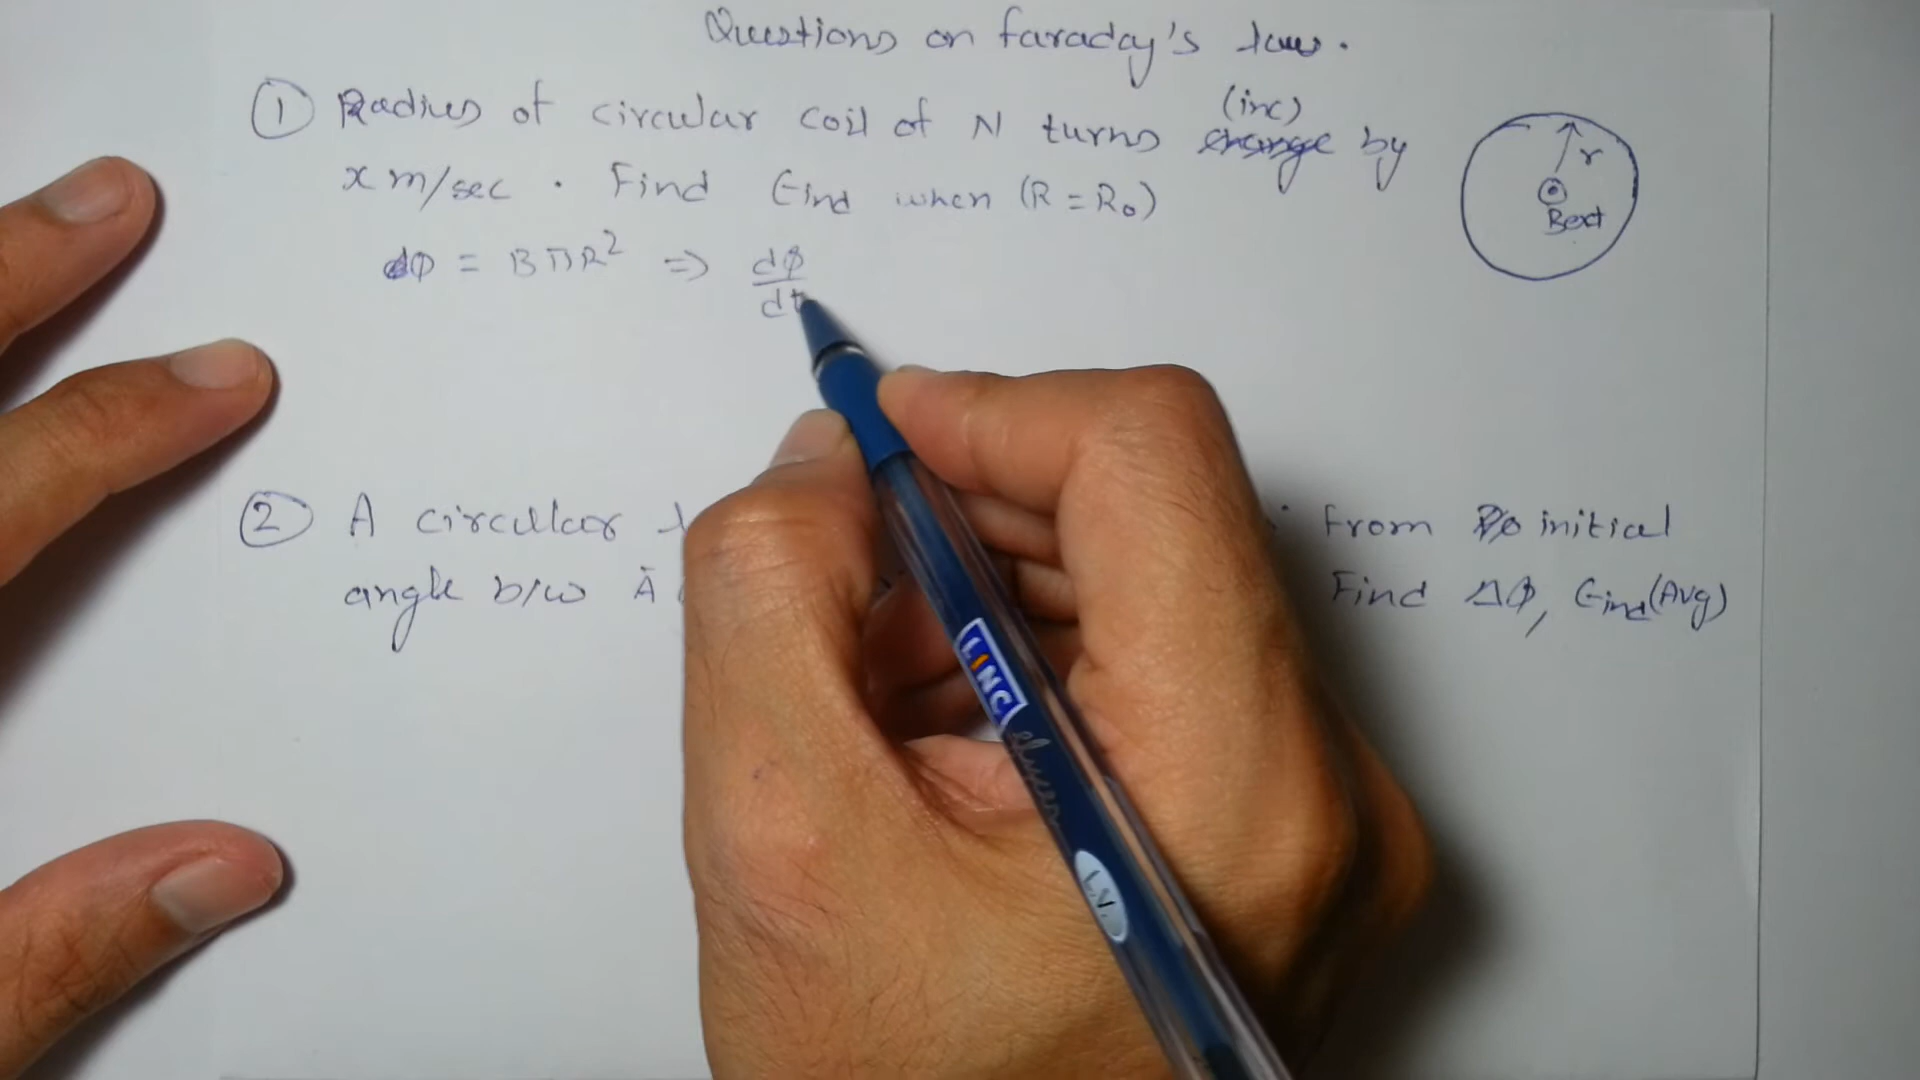 Questions on faraday's law.
① Radius of circular coil of N turns change (inc) by
x m/sec. Find Eind when (R = R₀)
dφ = BπR² ⇒ dφ/dt
r
Bext
② A circular from initial
angle b/w Ā Find Δφ, Eind(Avg)
LINC